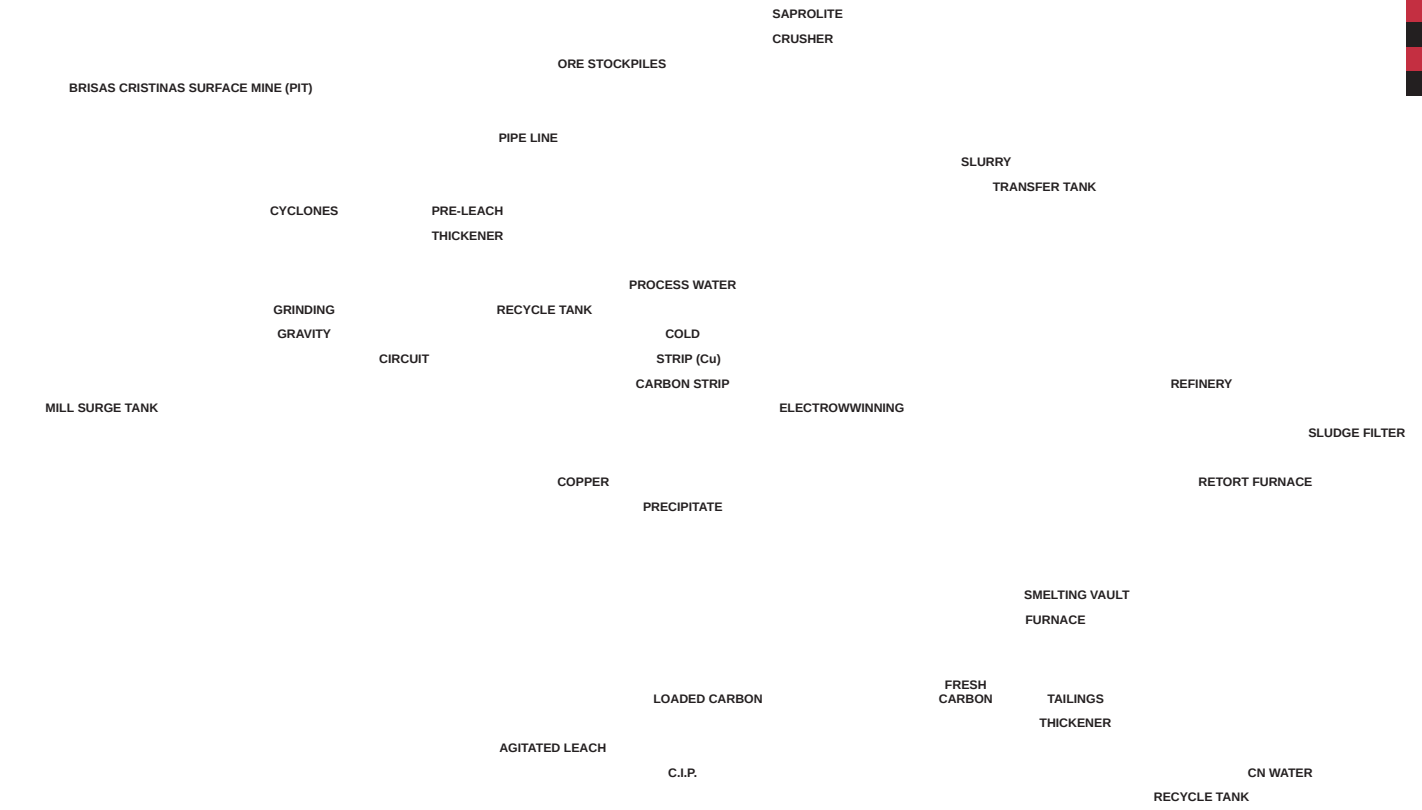 SAPROLITE
CRUSHER
ORE STOCKPILES
BRISAS CRISTINAS SURFACE MINE (PIT)
PIPE LINE
SLURRY
TRANSFER TANK
CYCLONES PRE-LEACH
THICKENER
PROCESS WATER
GRINDING RECYCLE TANK
GRAVITY COLD
CIRCUIT STRIP (Cu)
CARBON STRIP REFINERY
MILL SURGE TANK ELECTROWWINNING
SLUDGE FILTER
COPPER RETORT FURNACE
PRECIPITATE
SMELTING VAULT
FURNACE
FRESH
LOADED CARBON CARBON TAILINGS
THICKENER
AGITATED LEACH
C.I.P. CN WATER
RECYCLE TANK